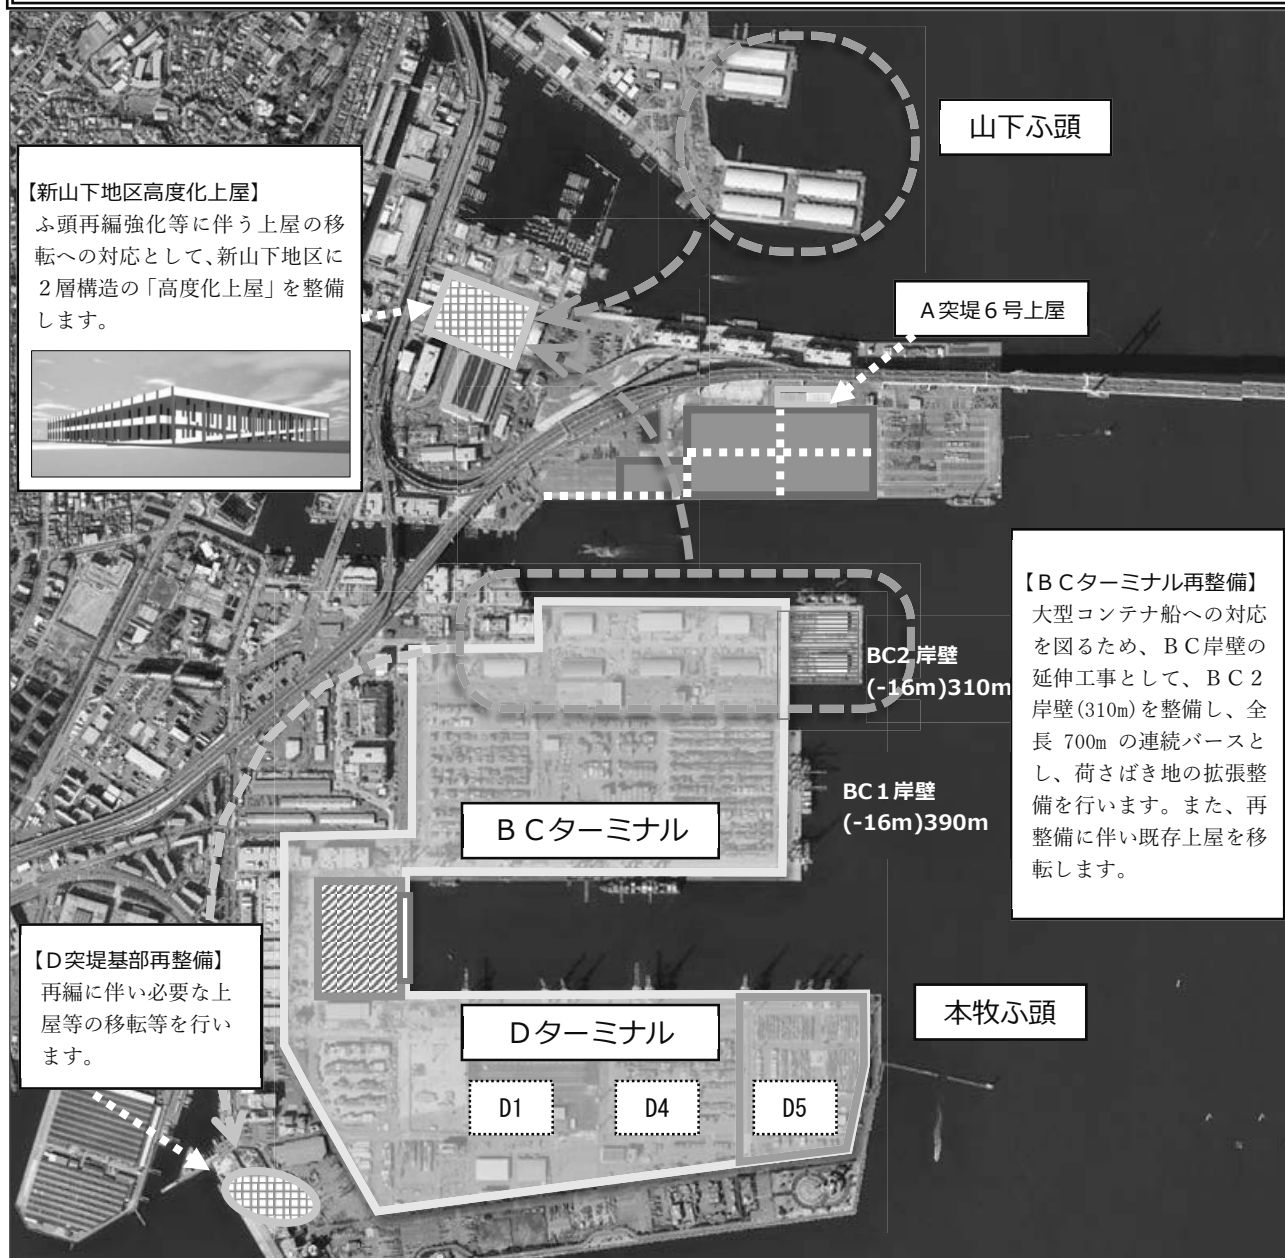 山下ふ頭
【新山下地区高度化上屋】
ふ頭再編強化等に伴う上屋の移
転への対応として、新山下地区に
２層構造の「高度化上屋」を整備
します。
Ａ突堤６号上屋
【ＢＣターミナル再整備】
大型コンテナ船への対応
を図るため、ＢＣ岸壁の
延伸工事として、ＢＣ２
岸壁(310m)を整備し、全
長 700m の連続バースと
し、荷さばき地の拡張整
備を行います。また、再
整備に伴い既存上屋を移
転します。
BC2 岸壁
(-16m)310m
BC１岸壁
(-16m)390m
ＢＣターミナル
【Ｄ突堤基部再整備】
再編に伴い必要な上
屋等の移転等を行い
ます。
本牧ふ頭
Ｄターミナル
D1
D4
D5